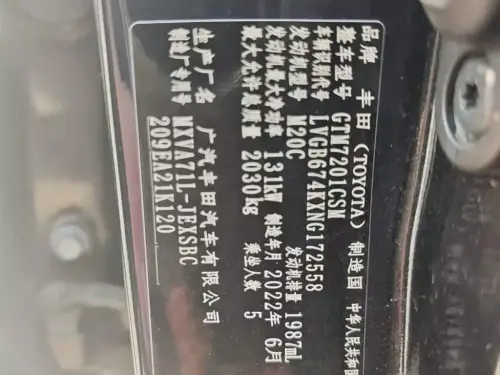 品牌 丰田 (TOYOTA) 制造国 中华人民共和国
整车型号 GTM7201CSM
车辆识别代号 LVGB674KXNG172558
发动机型号 M20C 发动机排量 1987mL
发动机最大净功率 131kW 制造年月 2022年 6月
最大允许总质量 2030kg 乘坐人数 5
生产厂名 广汽丰田汽车有限公司
制造厂专用号 MXVA71L-JEXSBC
209EA21K120